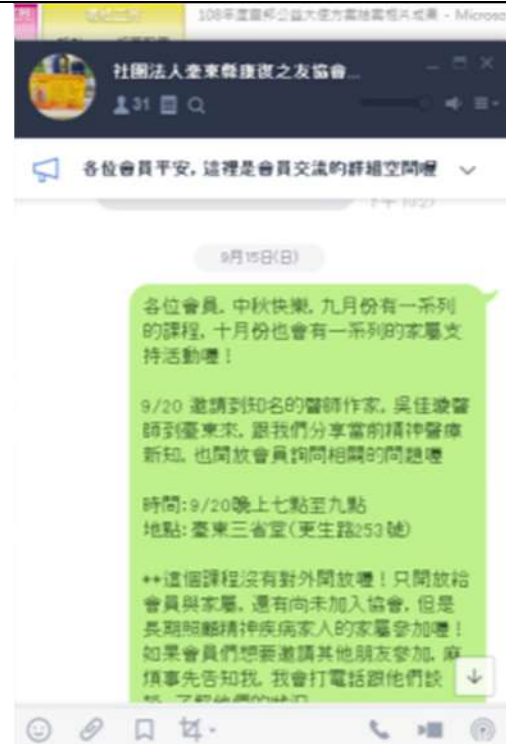 108年度臺邦公益大使方案結案相片成果 - Microso
社團法人臺東縣康復之友協會...
31
各位會員平安, 這裡是會員交流的群組空間喔
9月15日(日)
各位會員, 中秋快樂, 九月份有一系列
的課程, 十月份也會有一系列的家屬支
持活動喔!
9/20 邀請到知名的醫師作家, 吳佳璇醫
師到臺東來, 跟我們分享當前精神醫療
新知, 也開放會員詢問相關的問題喔
時間:9/20晚上七點至九點
地點:臺東三省堂(更生路253號)
**這個課程沒有對外開放喔!只開放給
會員與家屬, 還有尚未加入協會, 但是
長期照顧精神疾病家人的家屬參加喔!
如果會員們想要邀請其他朋友參加, 麻
煩事先告知我, 我會打電話跟他們談